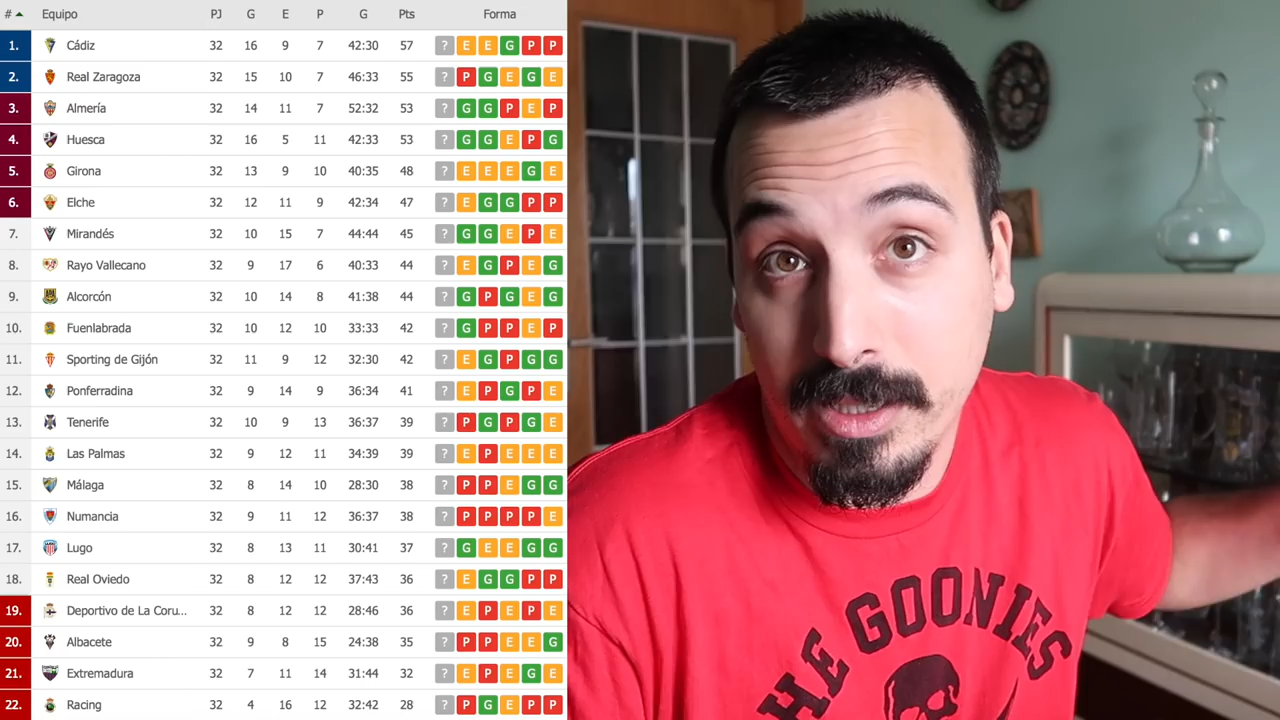 # Equipo PJ G E P G Pts Forma
1. Cádiz 32 16 9 7 42:30 57 ? E E G P P
2. Real Zaragoza 32 15 10 7 46:33 55 ? P G E G E
3. Almería 32 14 11 7 52:32 53 ? G G P E P
4. Huesca 32 16 5 11 42:33 53 ? G G E P G
5. Girona 32 13 9 10 40:35 48 ? E E E G E
6. Elche 32 12 11 9 42:34 47 ? E G G P P
7. Mirandés 32 10 15 7 44:44 45 ? G G E P E
8. Rayo Vallecano 32 9 17 6 40:33 44 ? E G P E G
9. Alcorcón 32 10 14 8 41:38 44 ? G P G E G
10. Fuenlabrada 32 10 12 10 33:33 42 ? G P P E P
11. Sporting de Gijón 32 11 9 12 32:30 42 ? E G P G G
12. Ponferradina 32 9 14 9 36:34 41 ? E P G P E
13. Tenerife 32 10 9 13 36:37 39 ? P G P G E
14. Las Palmas 32 9 12 11 34:39 39 ? E P E E E
15. Málaga 32 8 14 10 28:30 38 ? P P E G G
16. Numancia 32 9 11 12 36:37 38 ? P P P P E
17. Lugo 32 8 13 11 30:41 37 ? G E E G G
18. Real Oviedo 32 8 12 12 37:43 36 ? E G G P P
19. Deportivo de La Coru... 32 8 12 12 28:46 36 ? E P E P E
20. Albacete 32 9 8 15 24:38 35 ? P P E E G
21. Extremadura 32 7 11 14 31:44 32 ? E P E G E
22. Racing 32 4 16 12 32:42 28 ? P G E P P
HE GOONIES